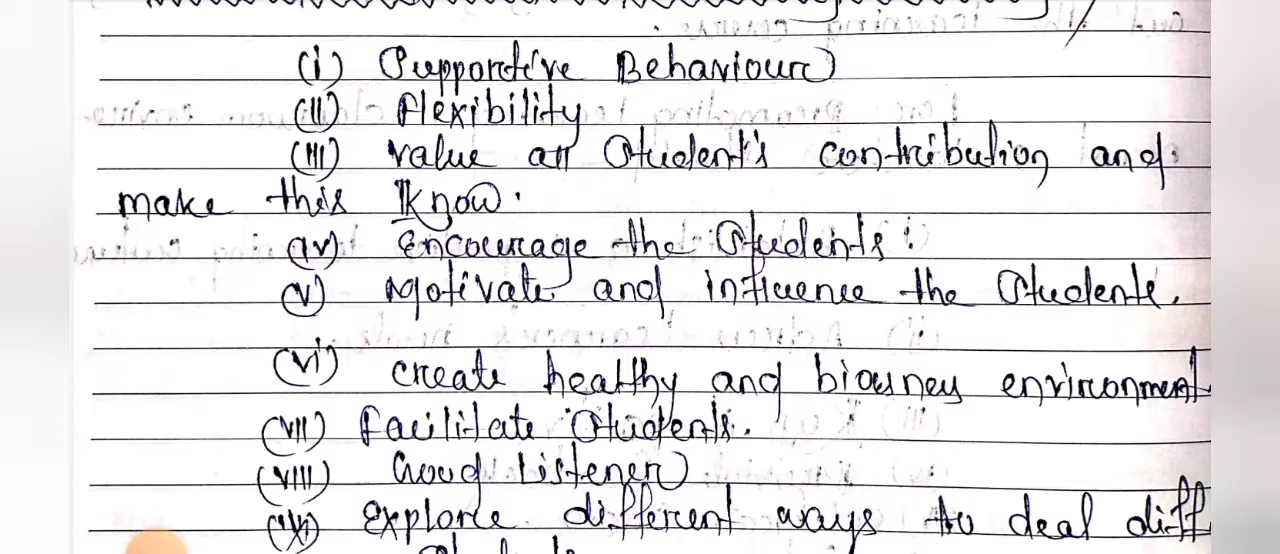 (i) Supportive Behaviour
(ii) Flexibility
(iii) value all Student's contribution and
make this know.
(iv) Encourage the Students.
(v) Motivate and influence the Students.
(vi) create healthy and environment
(vii) Facilitate Students.
(viii) Good Listener
(ix) Explore different ways to deal diff